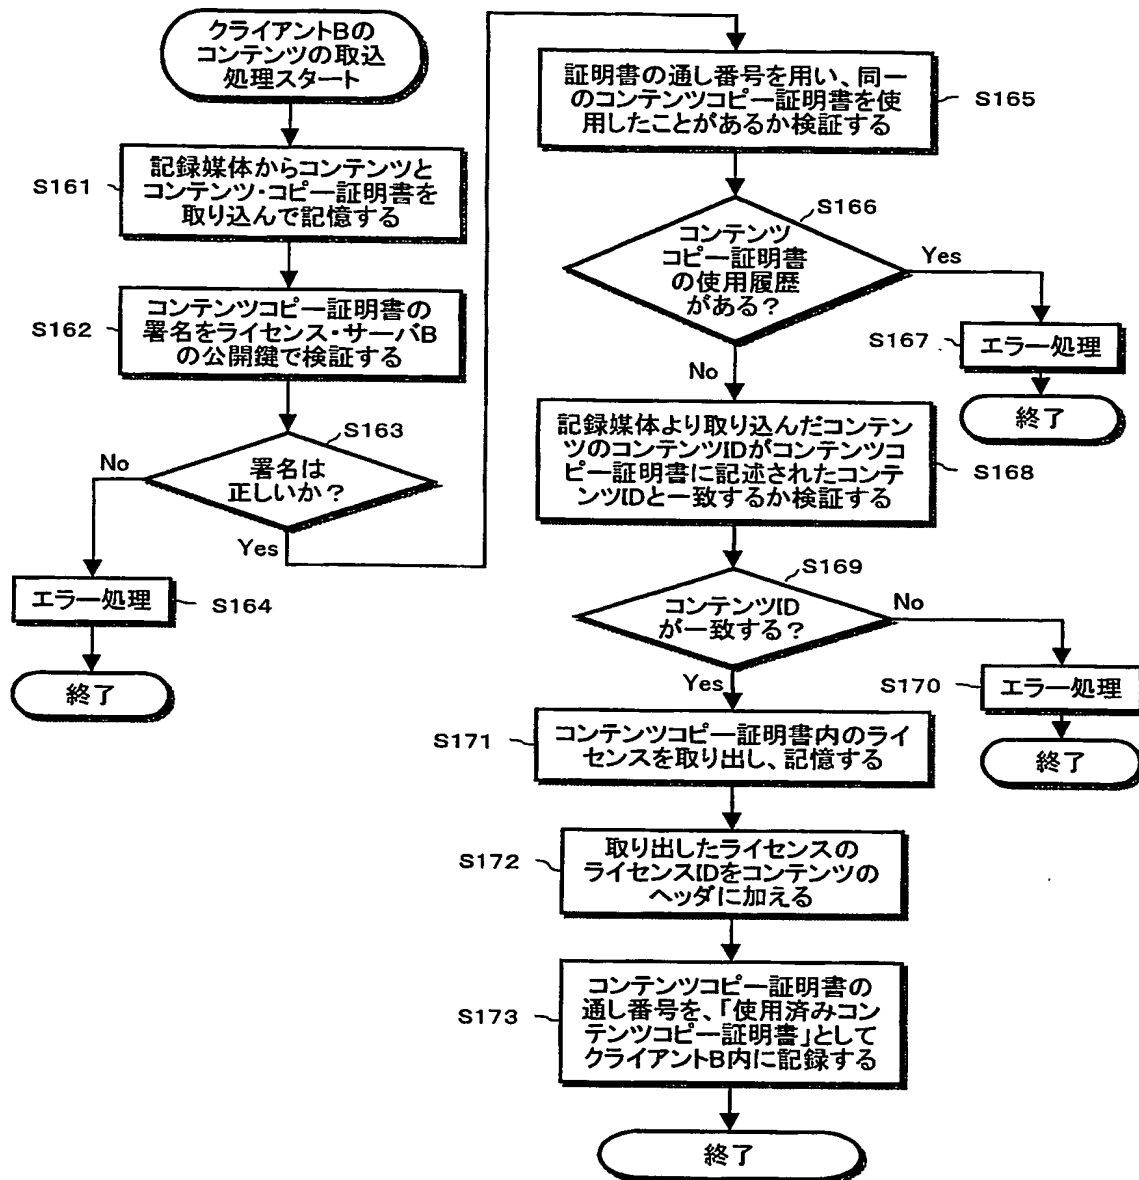 クライアントBの
コンテンツの取込
処理スタート
S161
記録媒体からコンテンツと
コンテンツ・コピー証明書を
取り込んで記憶する
S162
コンテンツコピー証明書の
署名をライセンス・サーバB
の公開鍵で検証する
S163
署名は
正しいか?
No
Yes
エラー処理
S164
終了
証明書の通し番号を用い、同一
のコンテンツコピー証明書を使
用したことがあるか検証する
S165
S166
コンテンツ
コピー証明書
の使用履歴
がある?
Yes
No
S167
エラー処理
終了
記録媒体より取り込んだコンテン
ツのコンテンツIDがコンテンツコ
ピー証明書に記述されたコンテ
ンツIDと一致するか検証する
S168
S169
コンテンツID
が一致する?
No
Yes
S170
エラー処理
終了
S171
コンテンツコピー証明書内のライ
センスを取り出し、記憶する
S172
取り出したライセンスの
ライセンスIDをコンテンツの
ヘッダに加える
S173
コンテンツコピー証明書の
通し番号を、「使用済みコン
テンツコピー証明書」として
クライアントB内に記録する
終了